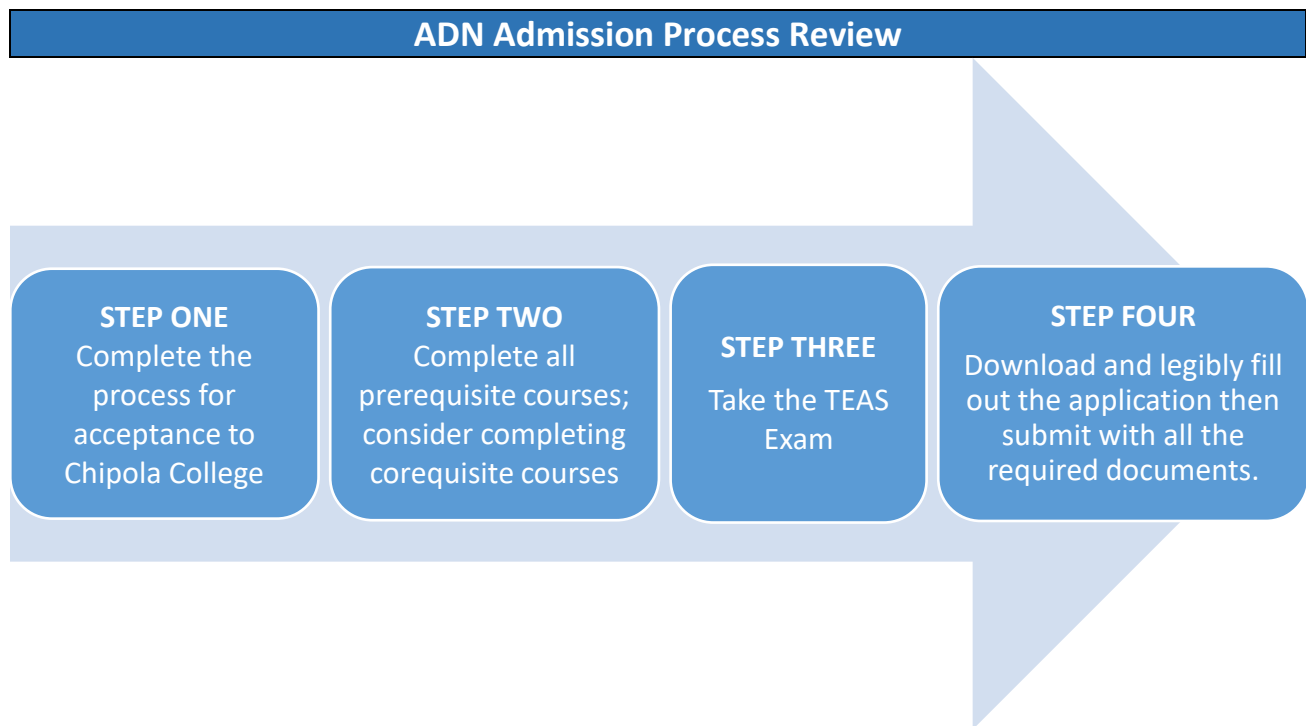 ADN Admission Process Review
STEP ONE
Complete the
process for
acceptance to
Chipola College
STEP TWO
Complete all
prerequisite courses;
consider completing
corequisite courses
STEP THREE
Take the TEAS
Exam
STEP FOUR
Download and legibly fill
out the application then
submit with all the
required documents.